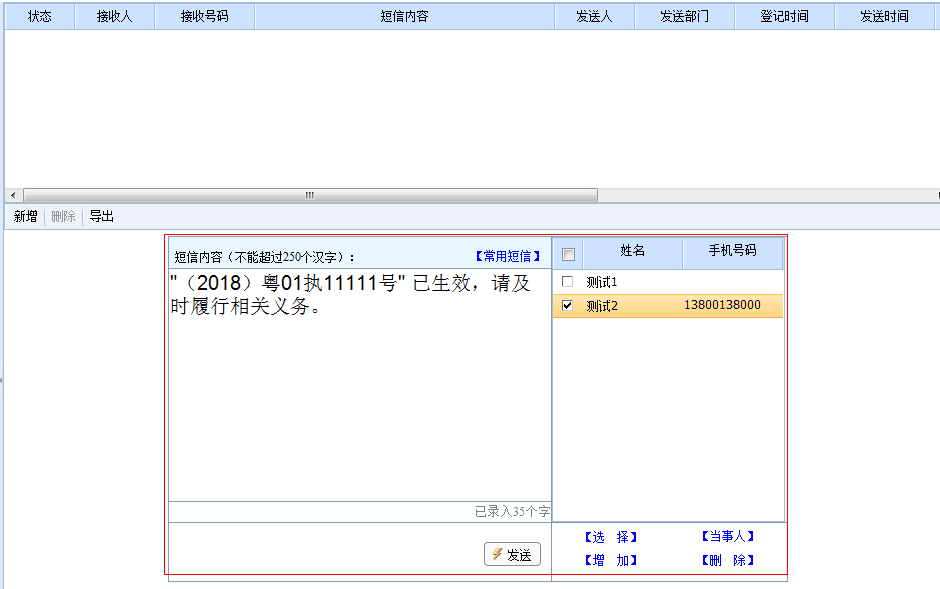 状态 接收人 接收号码 短信内容 发送人 发送部门 登记时间 发送时间
新增 删除 导出
短信内容（不能超过250个汉字）: 【常用短信】 姓名 手机号码
"（2018）粤01执11111号" 已生效，请及
时履行相关义务。
测试1
测试2 13800138000
已录入35个字
发送
【选 择】 【当事人】
【增 加】 【删 除】